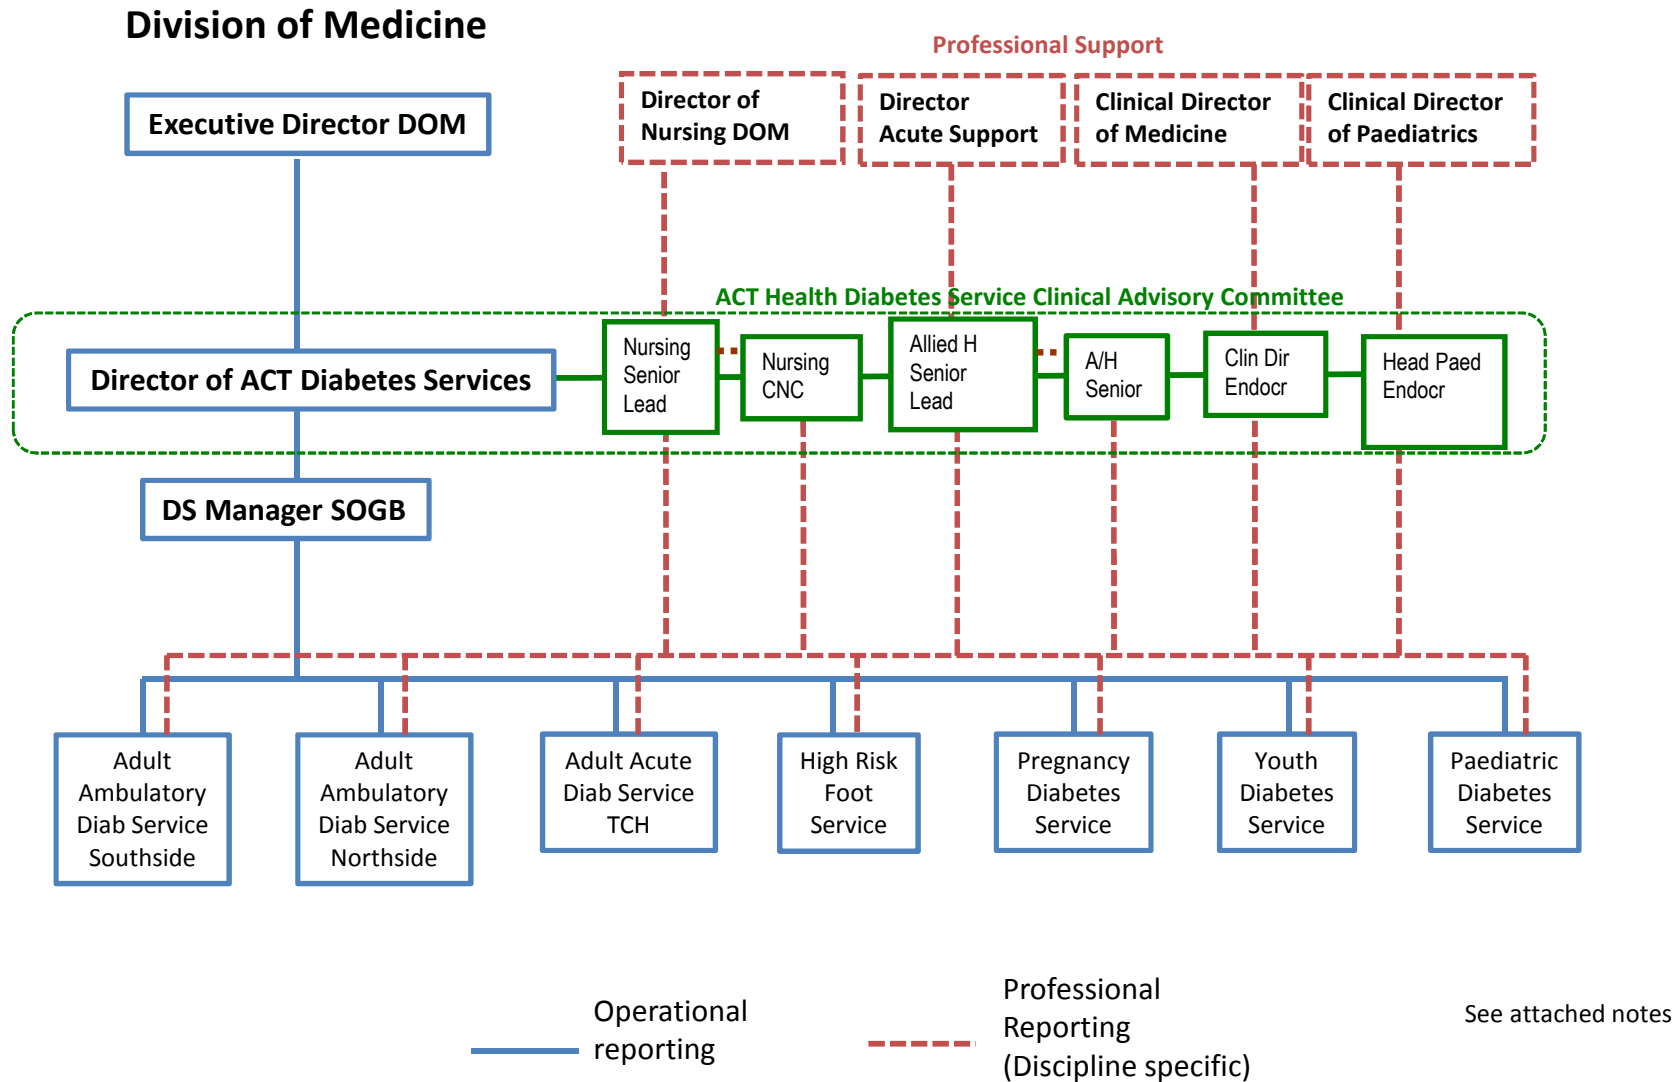 Division of Medicine
Professional Support
Executive Director DOM
Director of
Nursing DOM
Director
Acute Support
Clinical Director
of Medicine
Clinical Director
of Paediatrics
ACT Health Diabetes Service Clinical Advisory Committee
Director of ACT Diabetes Services
Nursing
Senior
Lead
Nursing
CNC
Allied H
Senior
Lead
A/H
Senior
Clin Dir
Endocr
Head Paed
Endocr
DS Manager SOGB
Adult
Ambulatory
Diab Service
Southside
Adult
Ambulatory
Diab Service
Northside
Adult Acute
Diab Service
TCH
High Risk
Foot
Service
Pregnancy
Diabetes
Service
Youth
Diabetes
Service
Paediatric
Diabetes
Service
Operational
reporting
Professional
Reporting
(Discipline specific)
See attached notes